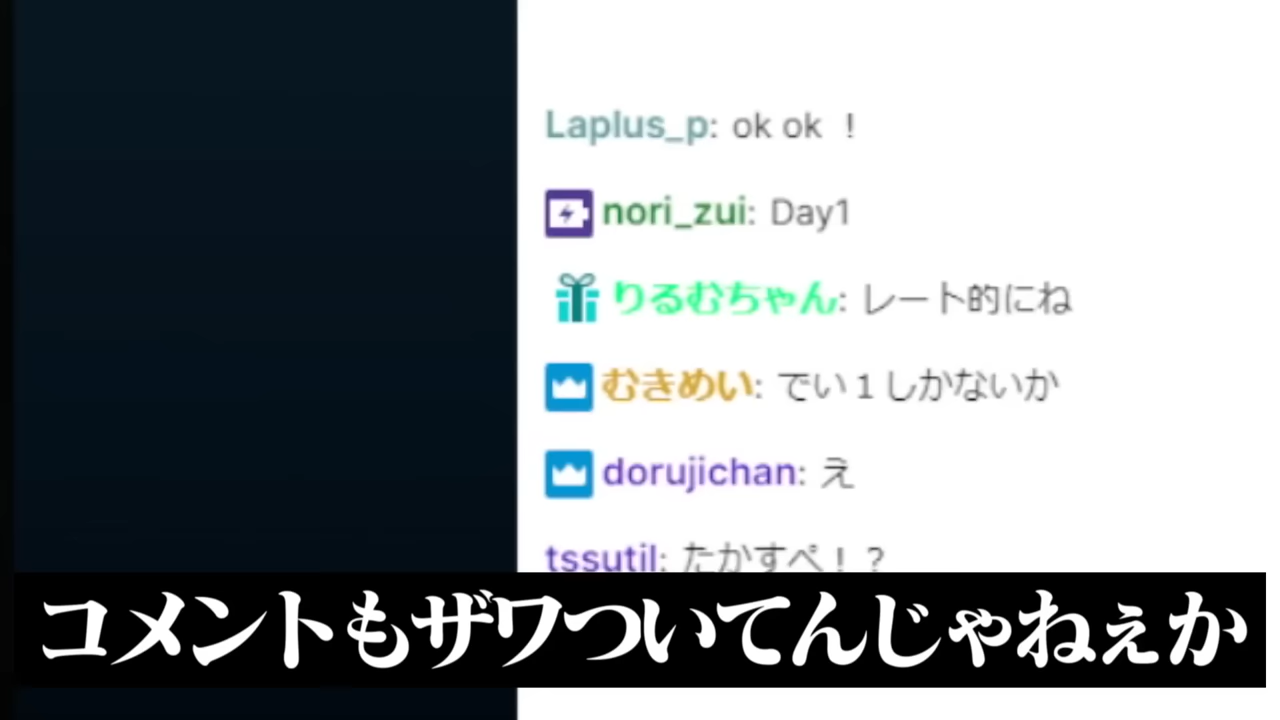 Laplus_p: ok ok ！
nori_zui: Day1
りるむちゃん: レート的にね
むきめい: でい１しかないか
dorujichan: え
tssutil: たかすぺ！？
コメントもザワついてんじゃねぇか